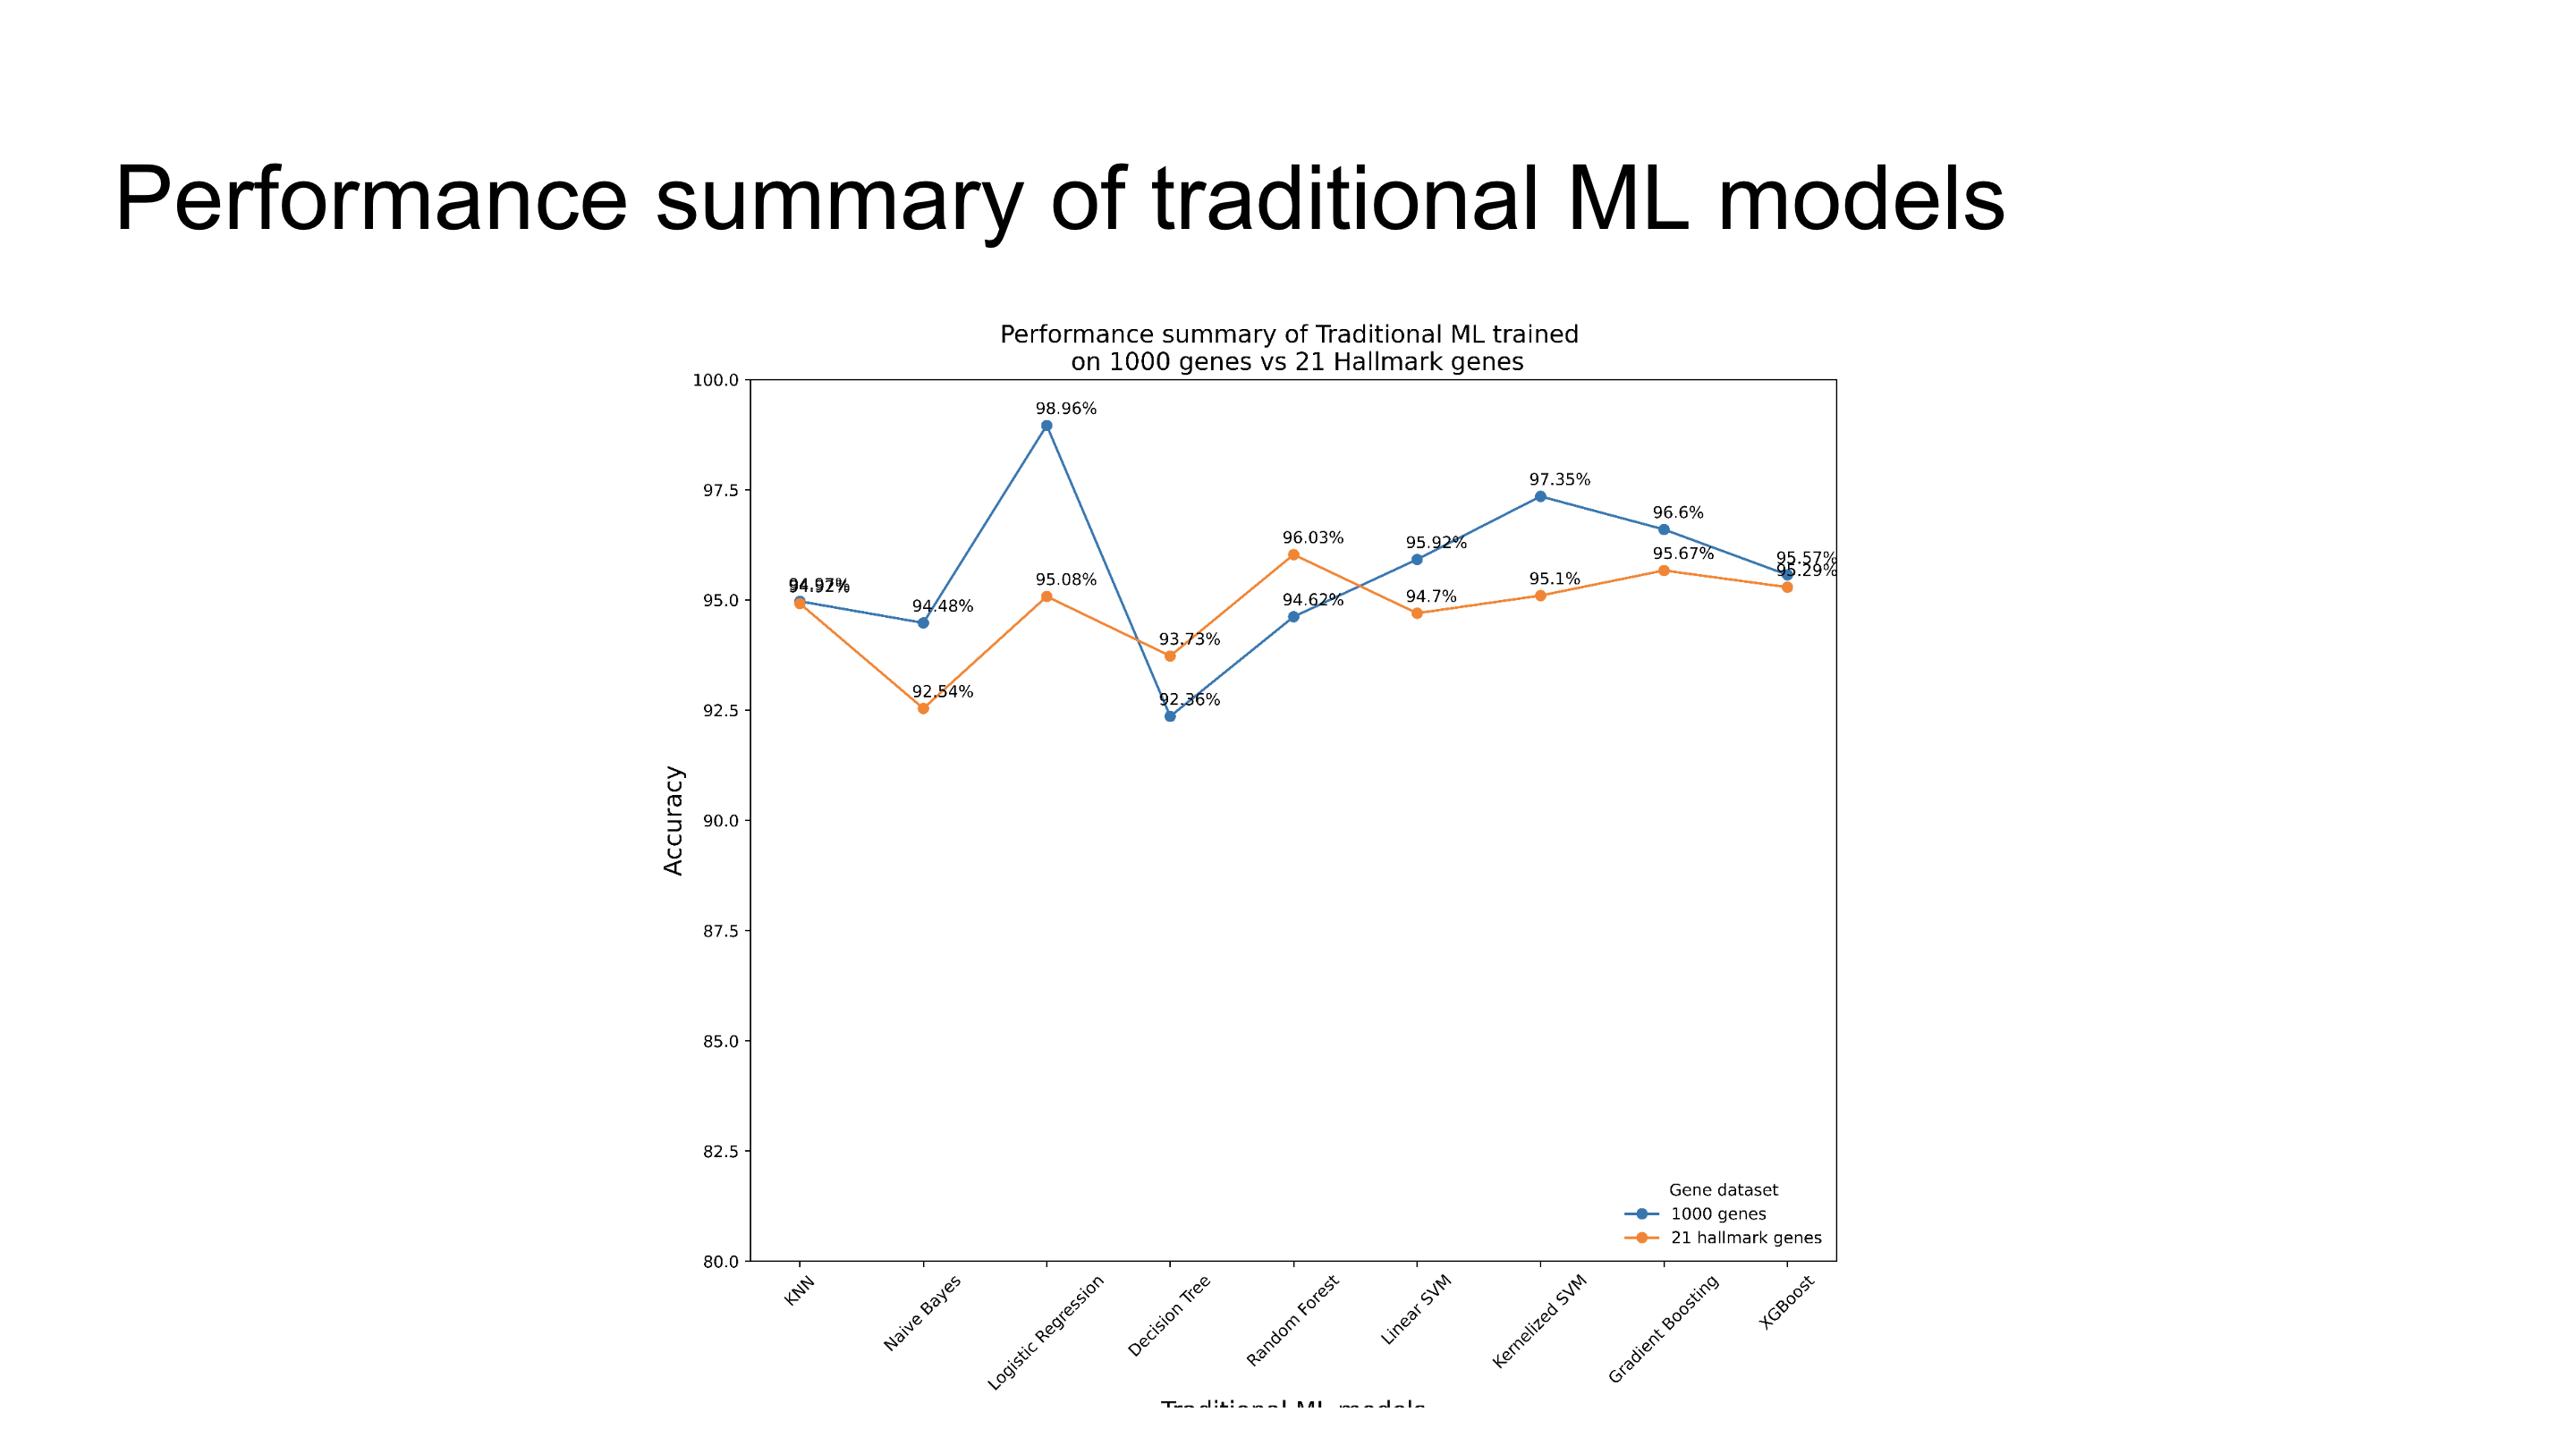 Performance summary of traditional ML models
Performance summary of Traditional ML trained
on 1000 genes vs 21 Hallmark genes
100.0
97.5
95.0
92.5
90.0
87.5
85.0
82.5
80.0
Accuracy
98.96%
97.35%
96.6%
96.03%
95.92%
95.67%
95.57%
95.29%
94.97%
94.92%
95.08%
95.1%
94.48%
94.62%
94.7%
93.73%
92.54%
92.36%
Gene dataset
1000 genes
21 hallmark genes
KNN
Naive Bayes
Logistic Regression
Decision Tree
Random Forest
Linear SVM
Kernelized SVM
Gradient Boosting
XGBoost
Traditional ML models